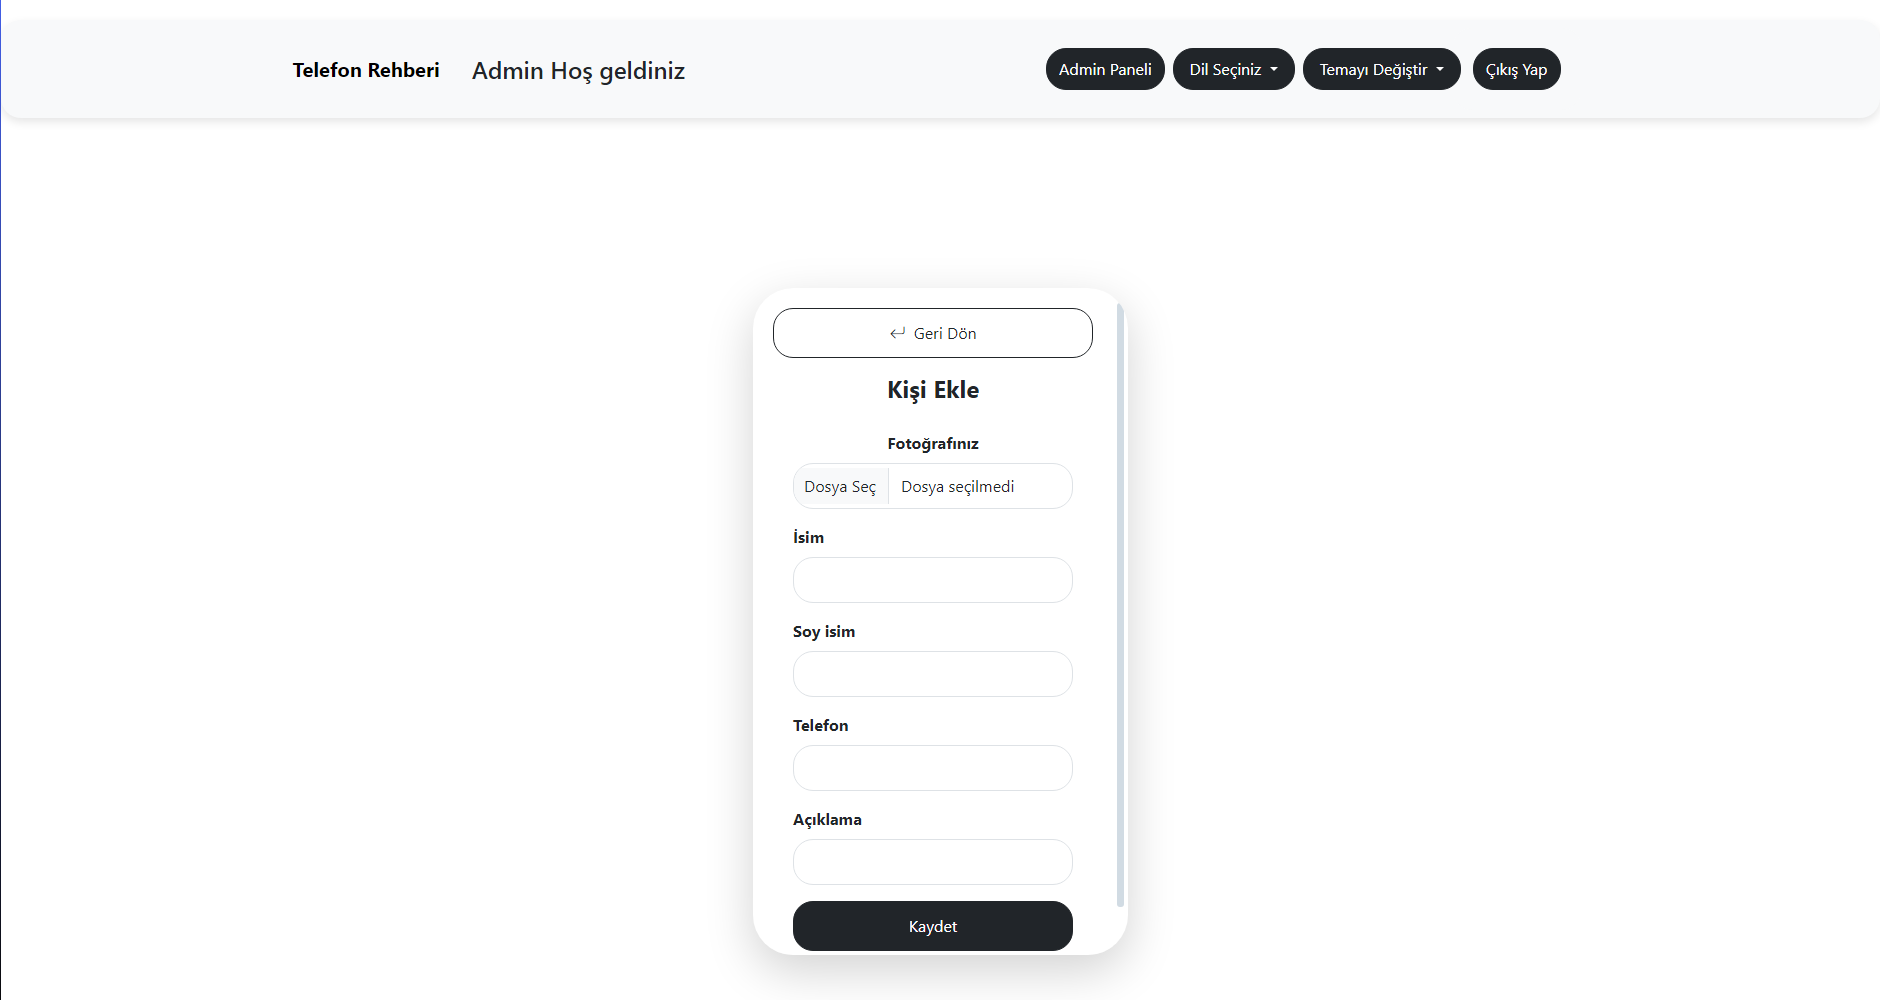 Telefon Rehberi Admin Hoş geldiniz Admin Paneli Dil Seçiniz Temayı Değiştir Çıkış Yap
Geri Dön
Kişi Ekle
Fotoğrafınız
Dosya Seç Dosya seçilmedi
İsim
Soy isim
Telefon
Açıklama
Kaydet